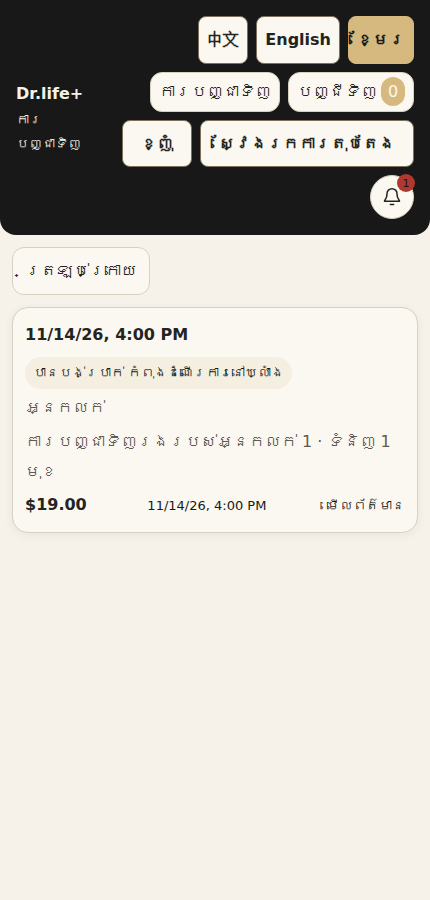 中文
English
ខ្មែរ
Dr.life+
ការ
បញ្ជាទិញ
ការបញ្ជាទិញ
បញ្ជីទិញ 0
ខ្ញុំ
ស្វែងរកការតុបតែង
1
ត្រឡប់ក្រោយ
11/14/26, 4:00 PM
បានបង់ប្រាក់ កំពុងដំណើរការនៅឃ្លាំង
អ្នកលក់
ការបញ្ជាទិញរងរបស់អ្នកលក់ 1 · ទំនិញ 1
មុខ
$19.00
11/14/26, 4:00 PM
មើលព័ត៌មាន